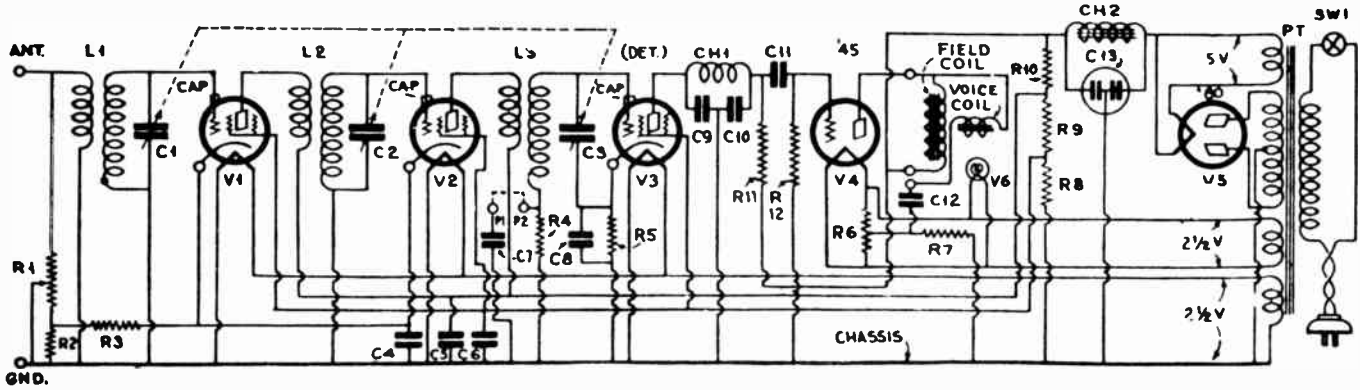 ANT.
L1
L2
L3
(DET.)
CH1
C11
'45
FIELD
COIL
VOICE
COIL
R10
CH2
C13
5V
PT
SW1
CAP
CAP
CAP
C1
C2
C3
C9
C10
R9
V1
V2
V3
R11
R
12
V4
C12
V6
R8
V5
P1
P2
R4
C7
C8
R5
R6
R7
2½V
R1
2½V
R2
R3
C4
C5
C6
CHASSIS
GND.